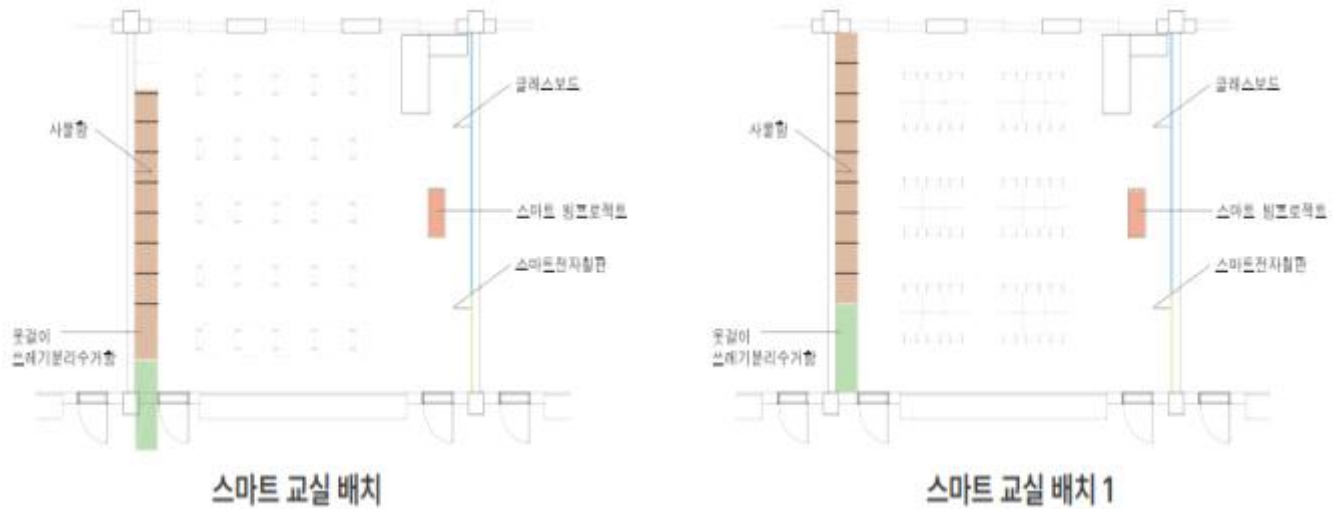 글래스보드
사물함
스마트 빔프로젝트
스마트전자칠판
옷걸이
쓰레기분리수거함
스마트 교실 배치
글래스보드
사물함
스마트 빔프로젝트
스마트전자칠판
옷걸이
쓰레기분리수거함
스마트 교실 배치 1